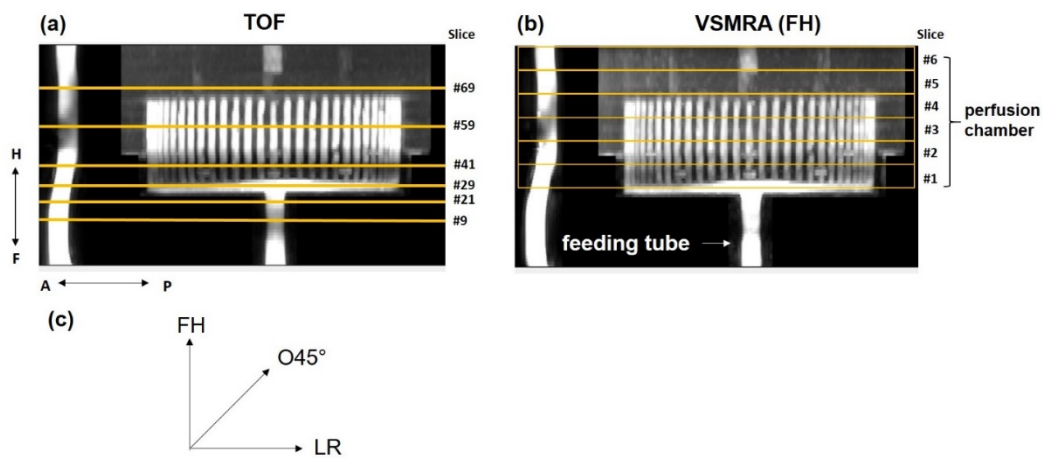 (a)
TOF
Slice
#69
#59
#41
#29
#21
#9
H
F
A
P
(b)
VSMRA (FH)
Slice
#6
#5
#4
#3
#2
#1
perfusion
chamber
feeding tube
(c)
FH
O45°
LR